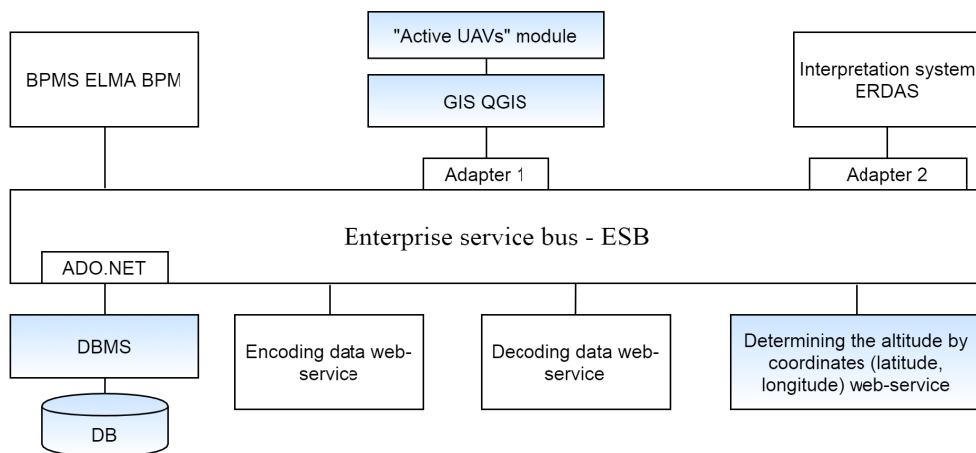 "Active UAVs" module
BPMS ELMA BPM
GIS QGIS
Interpretation system
ERDAS
Adapter 1
Adapter 2
Enterprise service bus - ESB
ADO.NET
DBMS
Encoding data web-
service
Decoding data web-
service
Determining the altitude by
coordinates (latitude,
longitude) web-service
DB